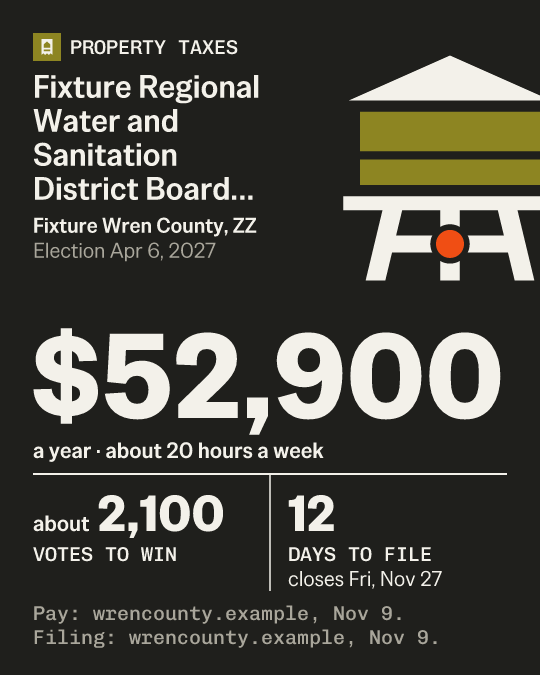 PROPERTY TAXES
Fixture Regional
Water and
Sanitation
District Board...
Fixture Wren County, ZZ
Election Apr 6, 2027
$52,900
a year · about 20 hours a week
about 2,100
VOTES TO WIN
12
DAYS TO FILE
closes Fri, Nov 27
Pay: wrencounty.example, Nov 9.
Filing: wrencounty.example, Nov 9.